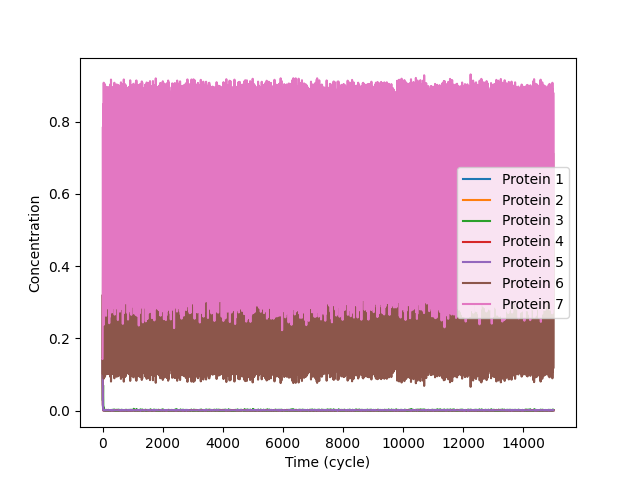 0.8
0.6
0.4
0.2
0.0
Concentration
Protein 1
Protein 2
Protein 3
Protein 4
Protein 5
Protein 6
Protein 7
0 2000 4000 6000 8000 10000 12000 14000
Time (cycle)